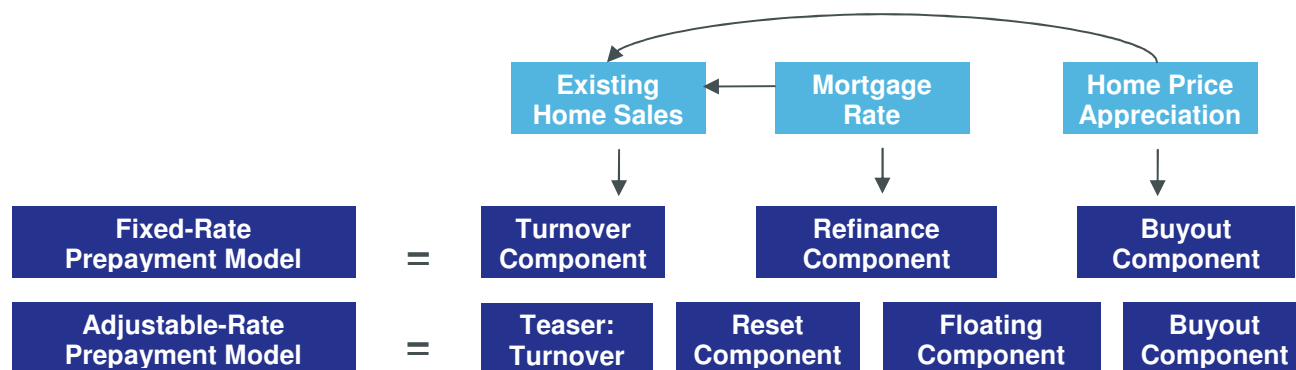 Existing
Home Sales
Mortgage
Rate
Home Price
Appreciation
Fixed-Rate
Prepayment Model
=
Turnover
Component
Refinance
Component
Buyout
Component
Adjustable-Rate
Prepayment Model
=
Teaser:
Turnover
Reset
Component
Floating
Component
Buyout
Component